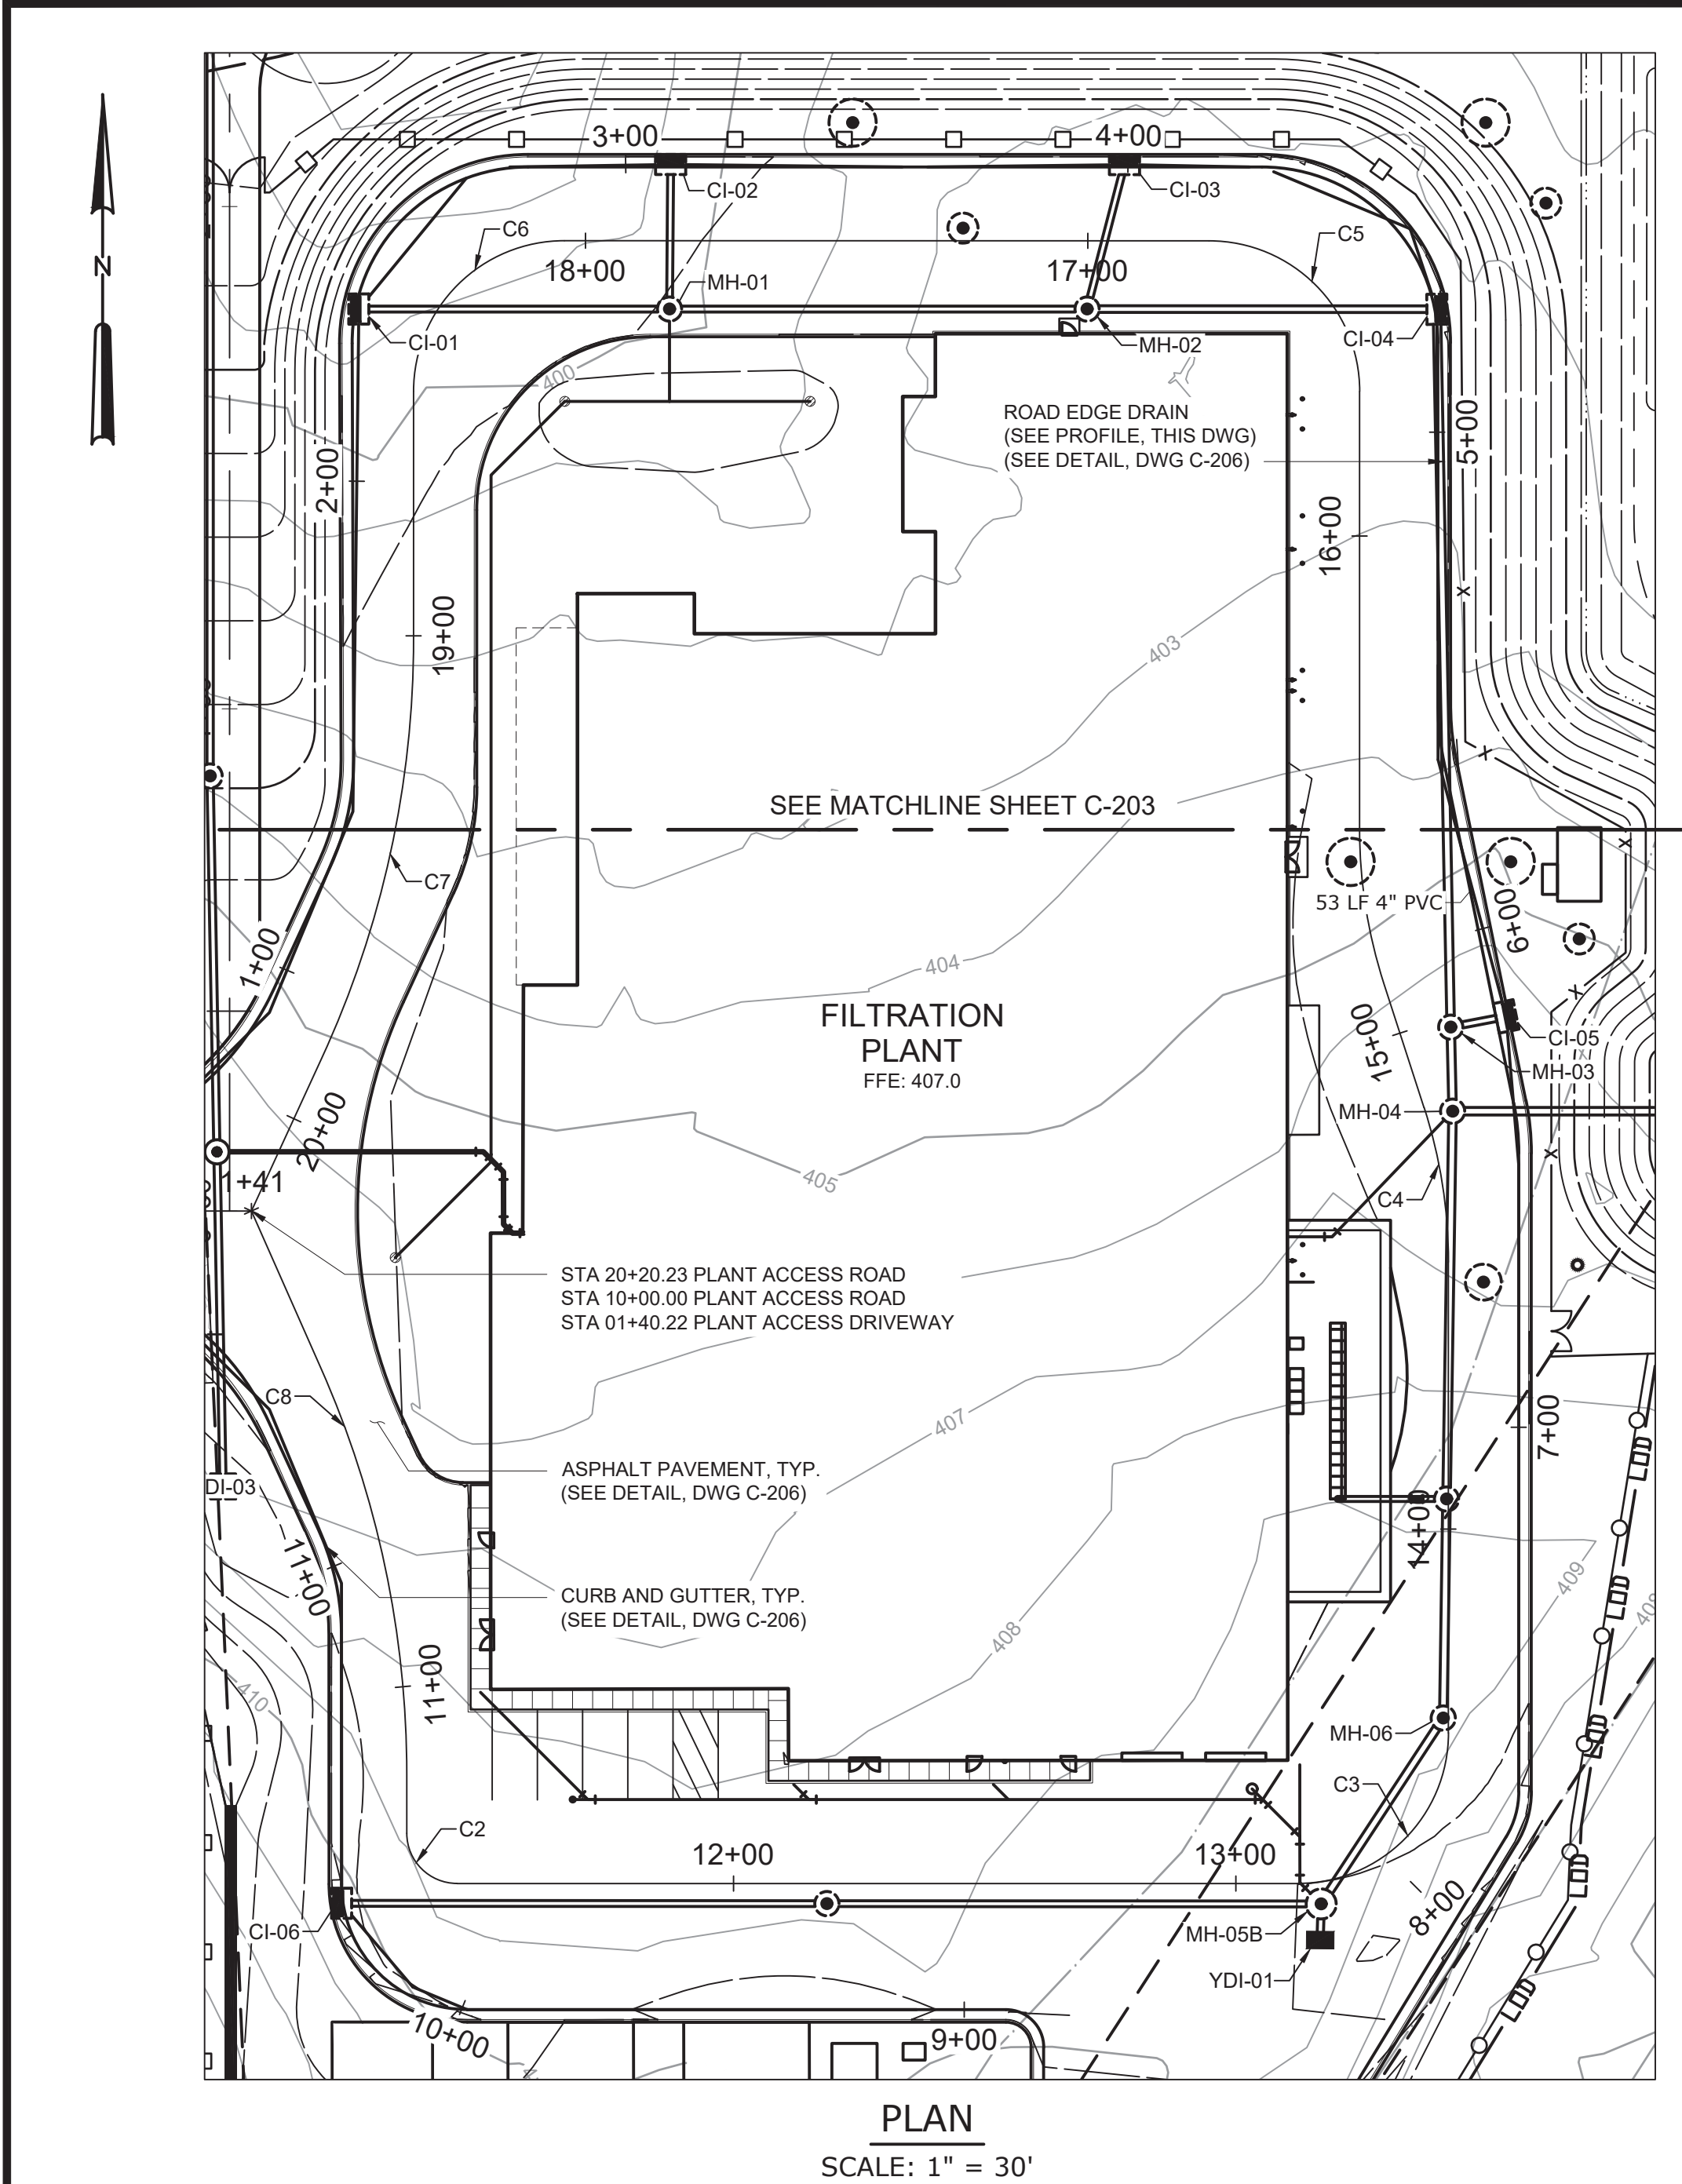 3+00
4+00
CI-02
CI-03
N
C6
C5
18+00
17+00
MH-01
CI-01
MH-02
CI-04
400
ROAD EDGE DRAIN
(SEE PROFILE, THIS DWG)
(SEE DETAIL, DWG C-206)
5+00
2+00
16+00
X
19+00
403
X
SEE MATCHLINE SHEET C-203
X
C7
53 LF 4" PVC
6+00
1+00
404
X
FILTRATION
PLANT
FFE: 407.0
15+00
CI-05
MH-03
MH-04
20+00
X
1+41
405
C4
STA 20+20.23 PLANT ACCESS ROAD
STA 10+00.00 PLANT ACCESS ROAD
STA 01+40.22 PLANT ACCESS DRIVEWAY
C8
407
7+00
LOD
ASPHALT PAVEMENT, TYP.
(SEE DETAIL, DWG C-206)
DI-03
14+00
11+00
CURB AND GUTTER, TYP.
(SEE DETAIL, DWG C-206)
409
LOD
408
408
11+00
410
MH-06
LOD
C3
C2
12+00
13+00
LOD
8+00
CI-06
MH-05B
YDI-01
LOD
10+00
9+00
PLAN
SCALE: 1" = 30'